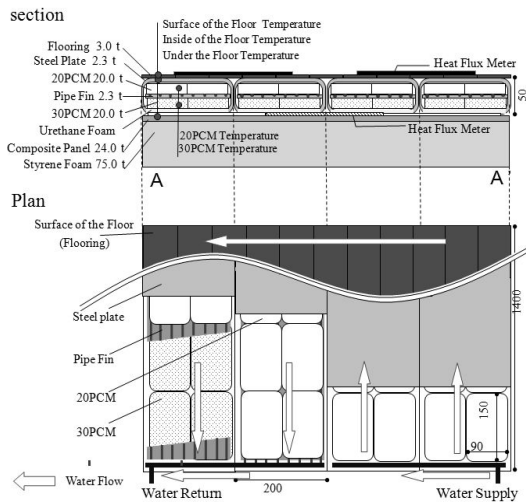 section
Surface of the Floor Temperature
Inside of the Floor Temperature
Under the Floor Temperature
Flooring 3.0 t
Steel Plate 2.3 t
20PCM 20.0 t
Pipe Fin 2.3 t
30PCM 20.0 t
Urethane Foam
Composite Panel 24.0 t
Styrene Foam 75.0 t
Heat Flux Meter
50
Heat Flux Meter
20PCM Temperature
30PCM Temperature
A
A
Plan
Surface of the Floor
(Flooring)
Steel plate
Pipe Fin
20PCM
30PCM
1400
150
90
Water Flow
Water Return
200
Water Supply